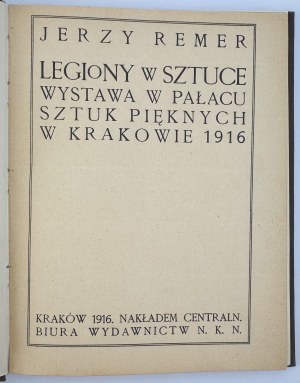 JERZY REMER
LEGIONY W SZTUCE
WYSTAWA W PAŁACU
SZTUK PIĘKNYCH
W KRAKOWIE 1916
KRAKÓW 1916. NAKŁADEM CENTRALN.
BIURA WYDAWNICTW N. K. N.